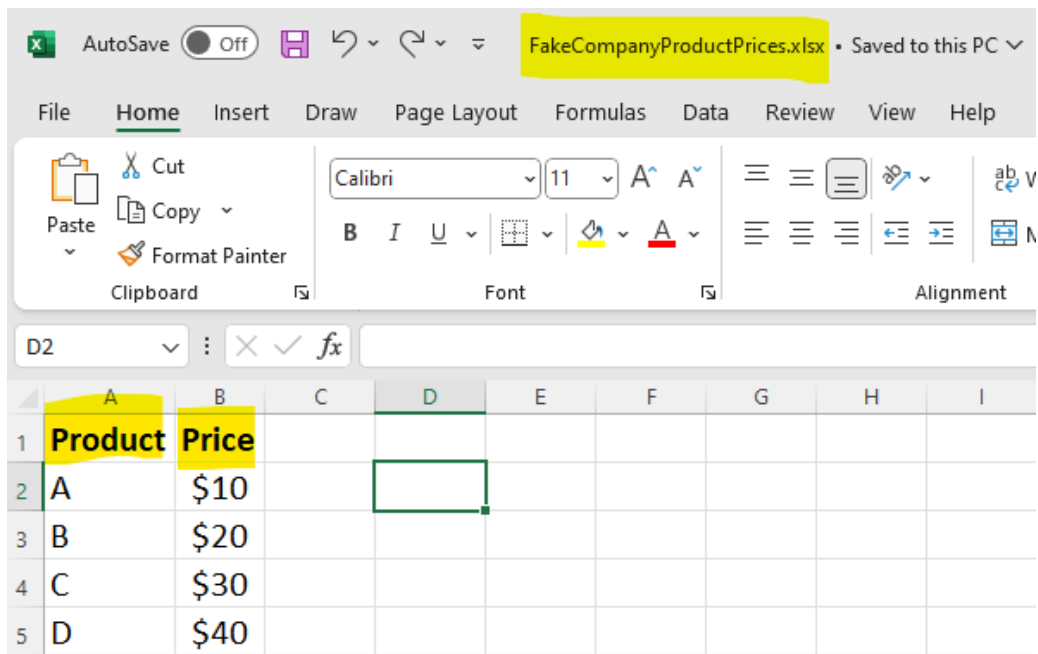 AutoSave Off FakeCompanyProductPrices.xlsx • Saved to this PC
File Home Insert Draw Page Layout Formulas Data Review View Help
Cut
Copy
Paste
Format Painter
Calibri 11 A A
ab
c
B I U A
Clipboard Font Alignment
D2 fx
A B C D E F G H I
1 Product Price
2 A $10
3 B $20
4 C $30
5 D $40